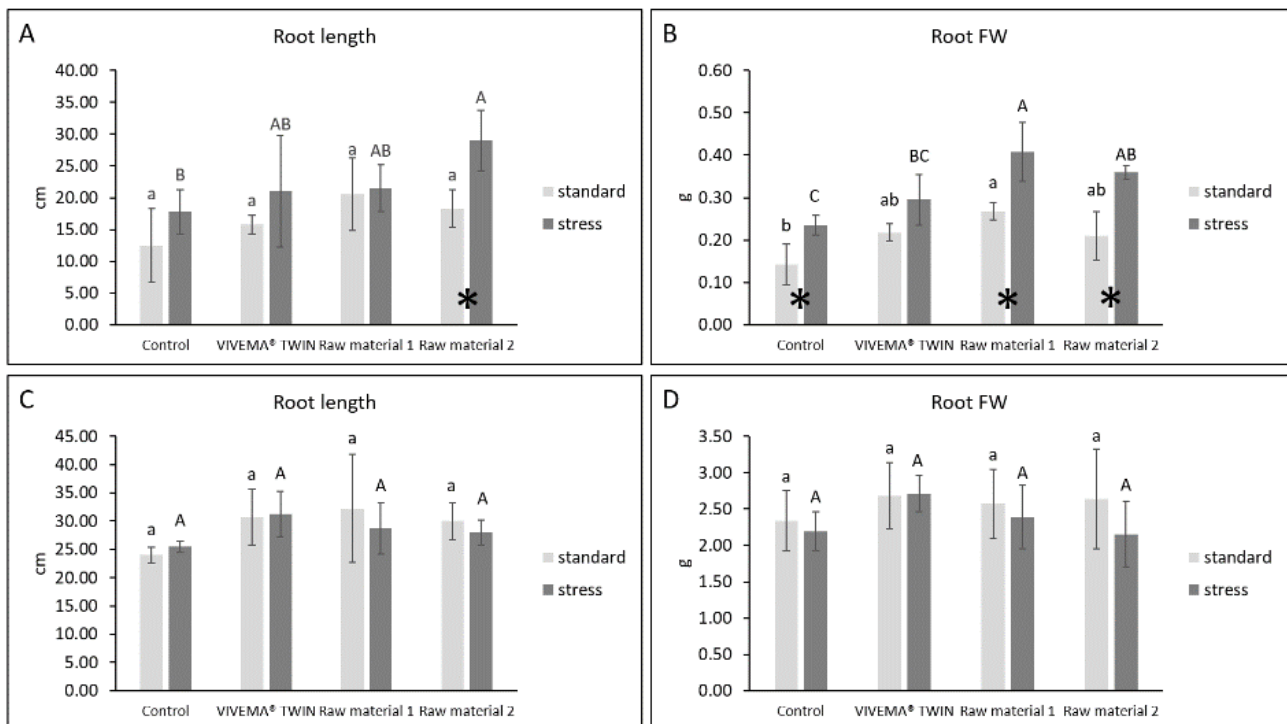 A
Root length
40.00
35.00
30.00
25.00
20.00
15.00
10.00
5.00
0.00
cm
a B
a AB
a AB
a A
*
Control VIVEMA® TWIN Raw material 1 Raw material 2
standard
stress
B
Root FW
0.60
0.50
0.40
0.30
0.20
0.10
0.00
g
b C
ab BC
a A
ab AB
* * *
Control VIVEMA® TWIN Raw material 1 Raw material 2
standard
stress
C
Root length
45.00
40.00
35.00
30.00
25.00
20.00
15.00
10.00
5.00
0.00
cm
a A
a A
a A
a A
Control VIVEMA® TWIN Raw material 1 Raw material 2
standard
stress
D
Root FW
3.50
3.00
2.50
2.00
1.50
1.00
0.50
0.00
g
a A
a A
a A
a A
Control VIVEMA® TWIN Raw material 1 Raw material 2
standard
stress